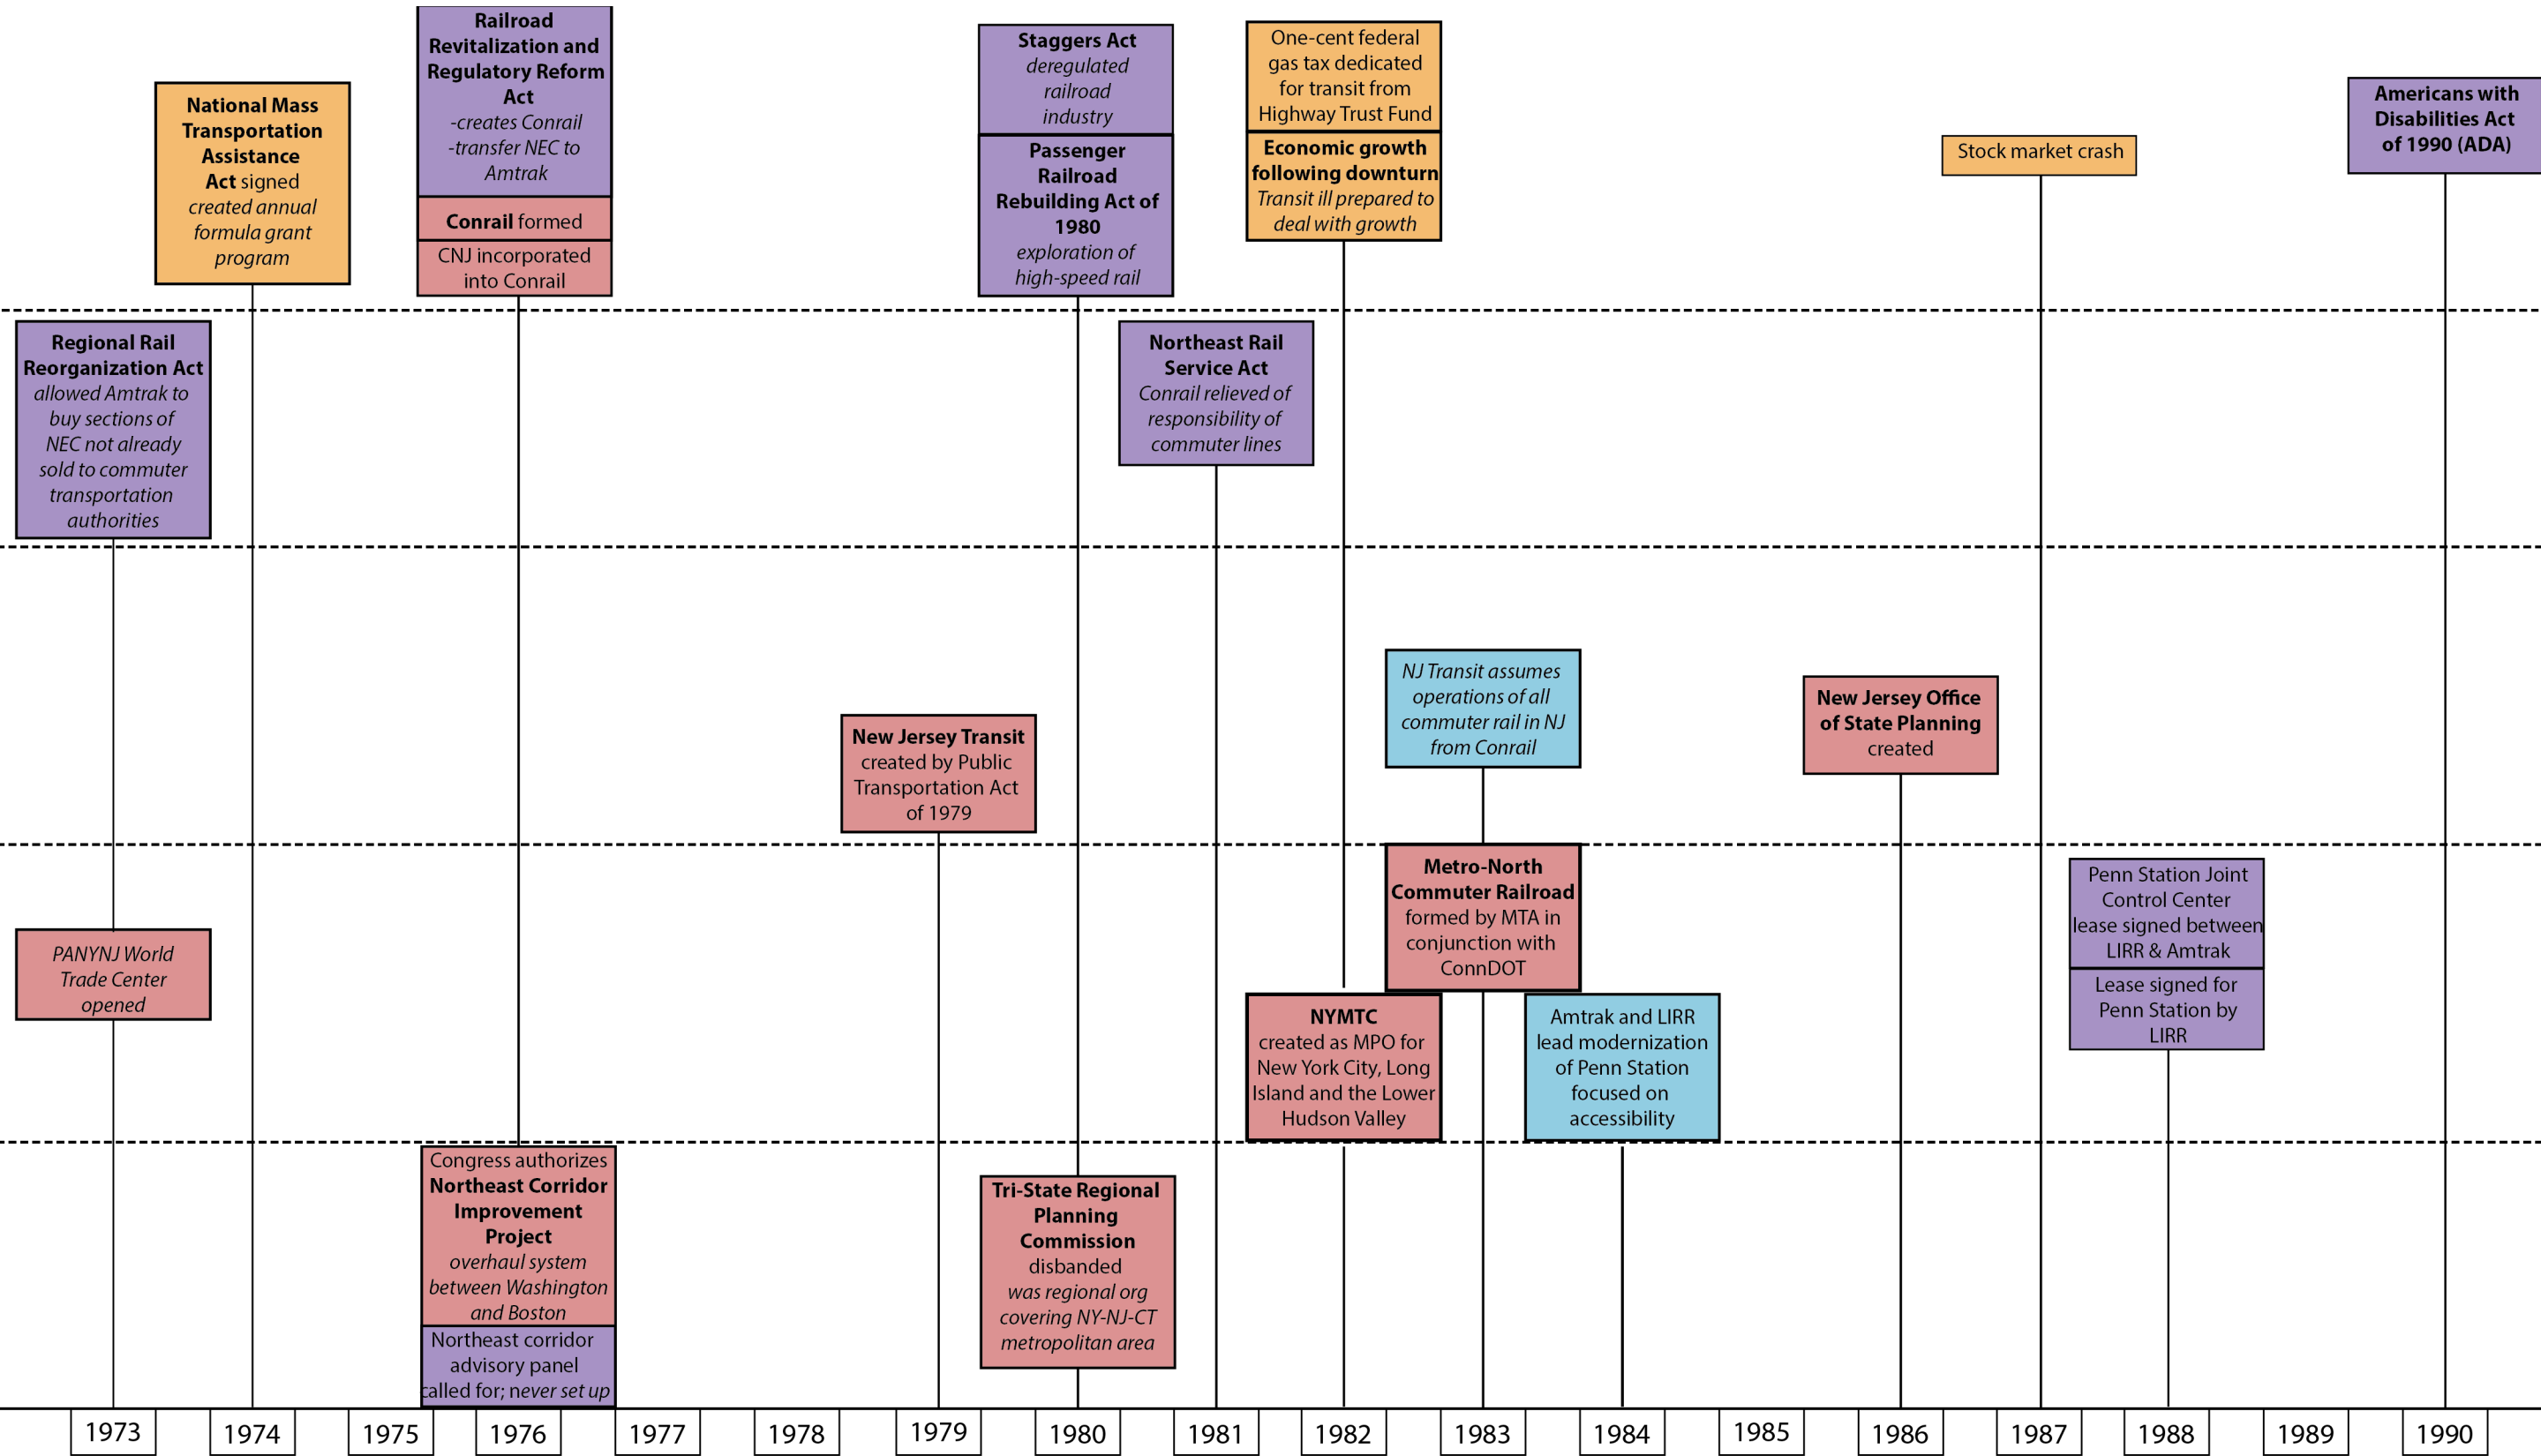 Railroad
Revitalization and
Regulatory Reform
Act
-creates Conrail
-transfer NEC to
Amtrak
Conrail formed
CNJ incorporated
into Conrail
National Mass
Transportation
Assistance
Act signed
created annual
formula grant
program
Staggers Act
deregulated
railroad
industry
Passenger
Railroad
Rebuilding Act of
1980
exploration of
high-speed rail
One-cent federal
gas tax dedicated
for transit from
Highway Trust Fund
Economic growth
following downturn
Transit ill prepared to
deal with growth
Stock market crash
Americans with
Disabilities Act
of 1990 (ADA)
Regional Rail
Reorganization Act
allowed Amtrak to
buy sections of
NEC not already
sold to commuter
transportation
authorities
Northeast Rail
Service Act
Conrail relieved of
responsibility of
commuter lines
New Jersey Transit
created by Public
Transportation Act
of 1979
NJ Transit assumes
operations of all
commuter rail in NJ
from Conrail
New Jersey Office
of State Planning
created
PANYNJ World
Trade Center
opened
Metro-North
Commuter Railroad
formed by MTA in
conjunction with
ConnDOT
NYMTC
created as MPO for
New York City, Long
Island and the Lower
Hudson Valley
Amtrak and LIRR
lead modernization
of Penn Station
focused on
accessibility
Penn Station Joint
Control Center
lease signed between
LIRR & Amtrak
Lease signed for
Penn Station by
LIRR
Congress authorizes
Northeast Corridor
Improvement
Project
overhaul system
between Washington
and Boston
Northeast corridor
advisory panel
called for; never set up
Tri-State Regional
Planning
Commission
disbanded
was regional org
covering NY-NJ-CT
metropolitan area
1973 1974 1975 1976 1977 1978 1979 1980 1981 1982 1983 1984 1985 1986 1987 1988 1989 1990